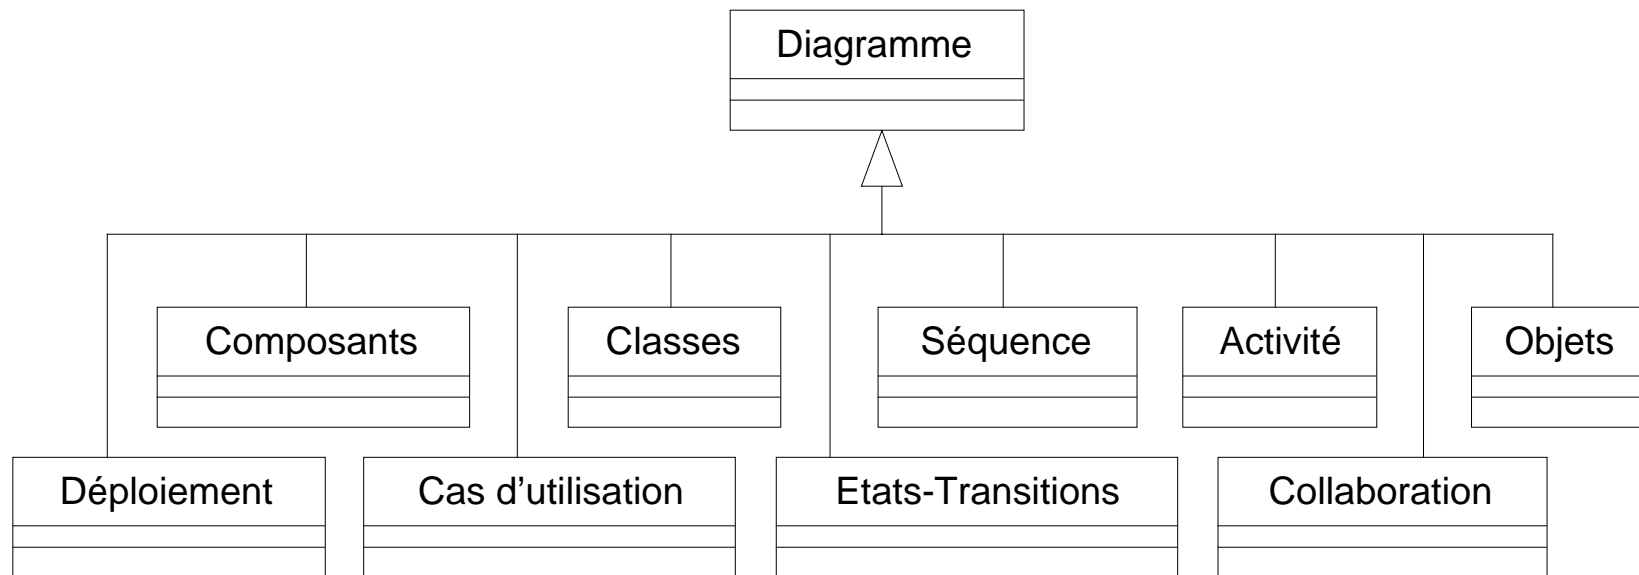 Diagramme
Composants
Classes
Séquence
Activité
Objets
Déploiement
Cas d’utilisation
Etats-Transitions
Collaboration